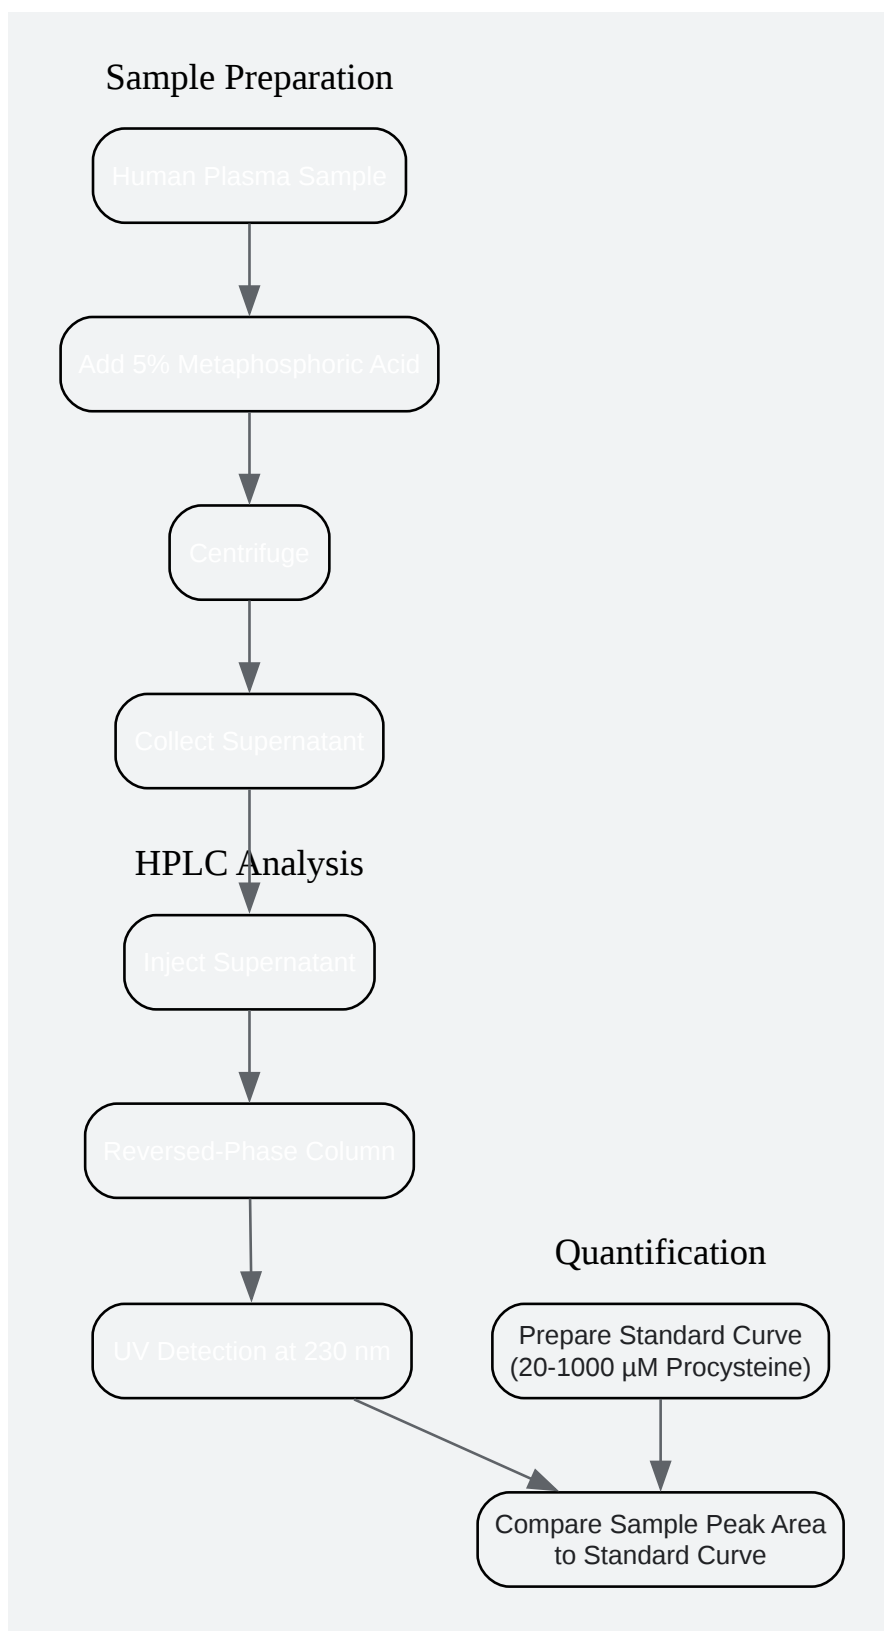 Sample Preparation
Human Plasma Sample
Add 5% Metaphosphoric Acid
Centrifuge
Collect Supernatant
HPLC Analysis
Inject Supernatant
Reversed-Phase Column
UV Detection at 230 nm
Quantification
Prepare Standard Curve
(20-1000 µM Procysteine)
Compare Sample Peak Area
to Standard Curve